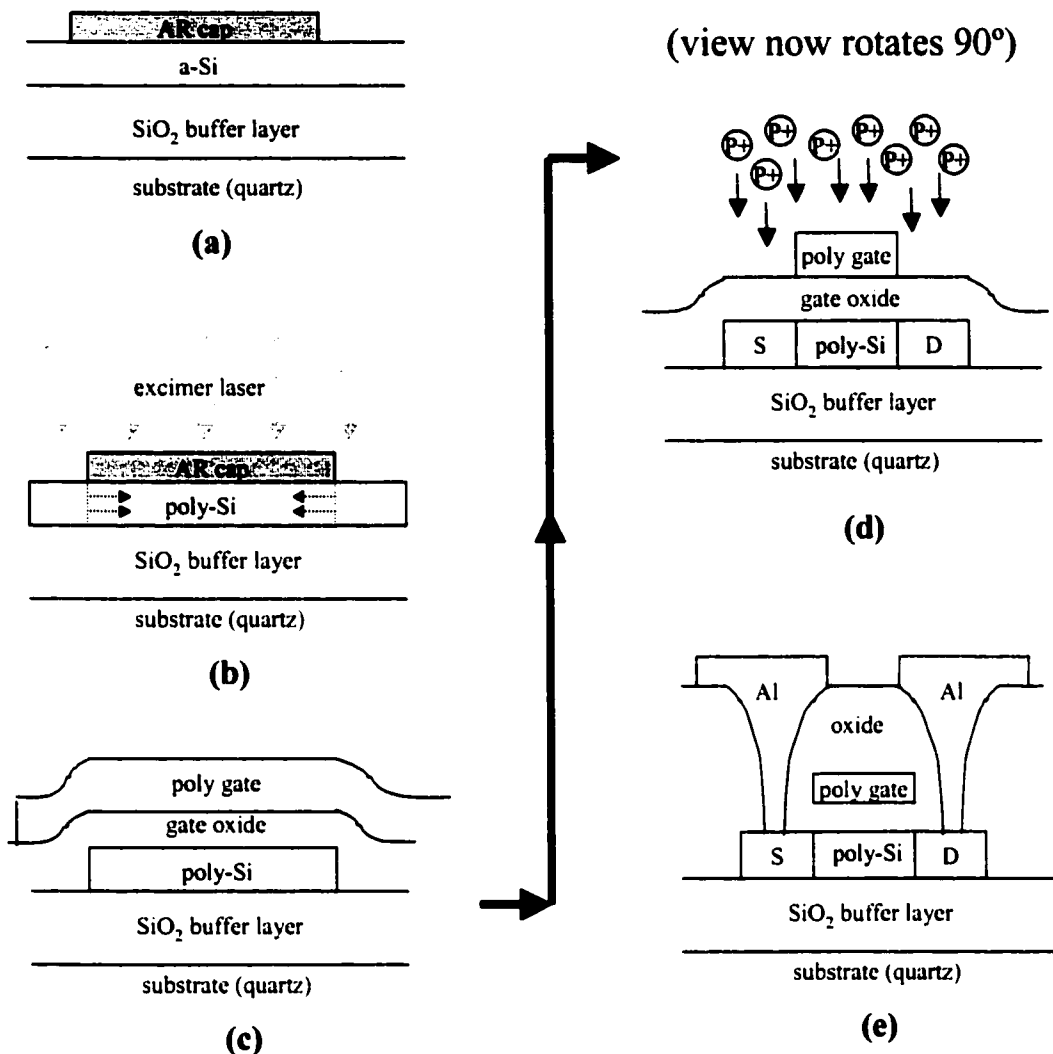 AR cap
a-Si
SiO₂ buffer layer
substrate (quartz)
(a)
excimer laser
AR cap
poly-Si
SiO₂ buffer layer
substrate (quartz)
(b)
poly gate
gate oxide
poly-Si
SiO₂ buffer layer
substrate (quartz)
(c)
(view now rotates 90º)
P+ P+ P+ P+ P+ P+ P+ P+
poly gate
gate oxide
S poly-Si D
SiO₂ buffer layer
substrate (quartz)
(d)
Al Al
oxide
poly gate
S poly-Si D
SiO₂ buffer layer
substrate (quartz)
(e)